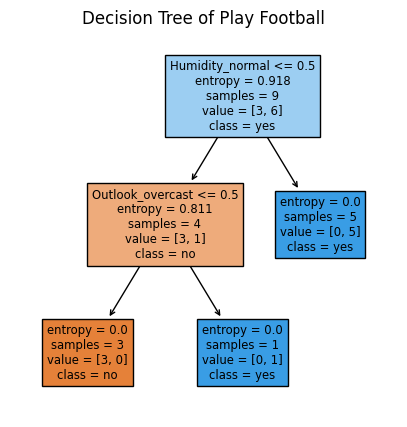 Decision Tree of Play Football
Humidity_normal <= 0.5
entropy = 0.918
samples = 9
value = [3, 6]
class = yes
Outlook_overcast <= 0.5
entropy = 0.811
samples = 4
value = [3, 1]
class = no
entropy = 0.0
samples = 5
value = [0, 5]
class = yes
entropy = 0.0
samples = 3
value = [3, 0]
class = no
entropy = 0.0
samples = 1
value = [0, 1]
class = yes